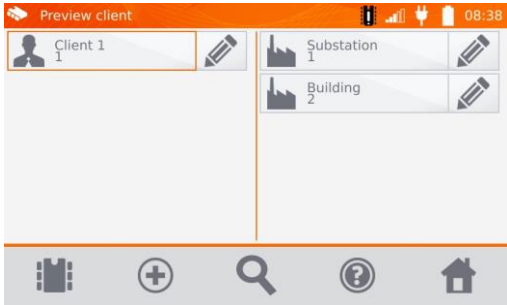 Preview client
08:38
Client 1
1
Substation
1
Building
2